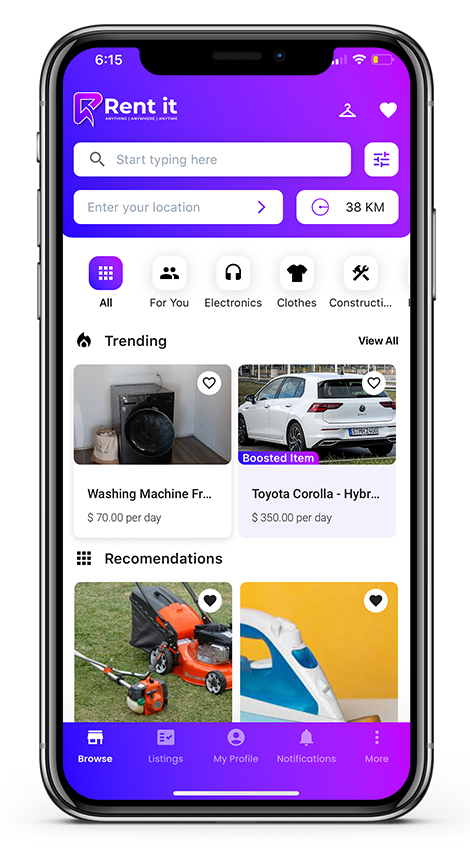 6:15
Rent it
ANYTHING | ANYWHERE | ANYTIME
Start typing here
Enter your location
38 KM
All
For You
Electronics
Clothes
Constructi...
Trending
View All
Boosted Item
Washing Machine Fr...
Toyota Corolla - Hybr...
$ 70.00 per day
$ 350.00 per day
Recomendations
Browse
Listings
My Profile
Notifications
More